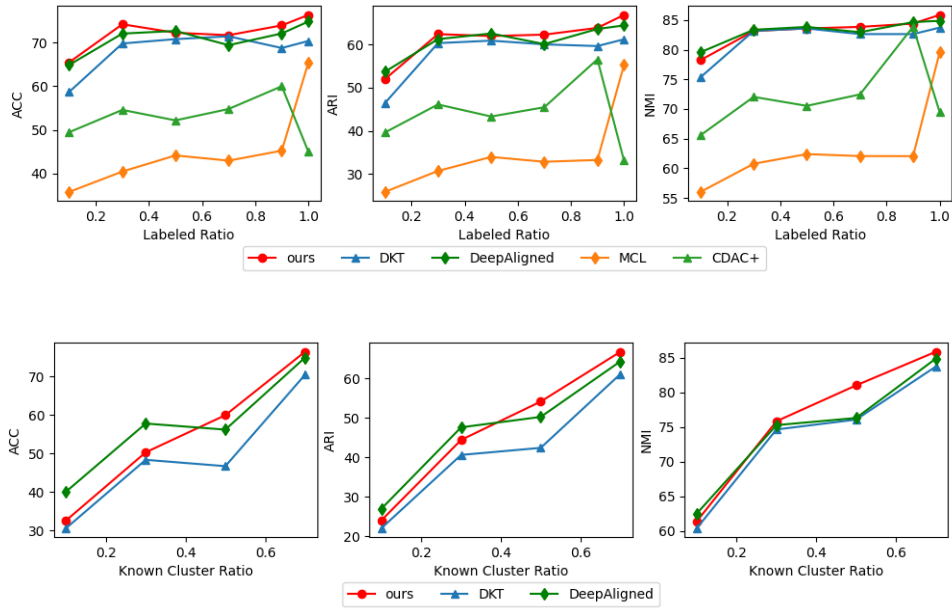 ACC
70
60
50
40
0.2 0.4 0.6 0.8 1.0
Labeled Ratio
ARI
60
50
40
30
0.2 0.4 0.6 0.8 1.0
Labeled Ratio
NMI
85
80
75
70
65
60
55
0.2 0.4 0.6 0.8 1.0
Labeled Ratio
ours DKT DeepAligned MCL CDAC+
ACC
70
60
50
40
30
0.2 0.4 0.6
Known Cluster Ratio
ARI
60
50
40
30
20
0.2 0.4 0.6
Known Cluster Ratio
NMI
85
80
75
70
65
60
0.2 0.4 0.6
Known Cluster Ratio
ours DKT DeepAligned